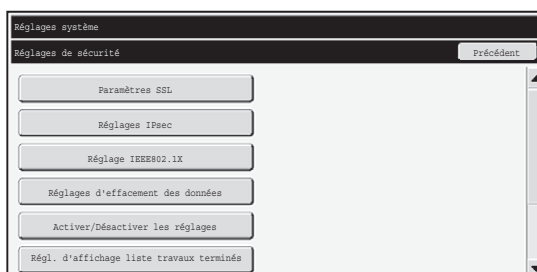 Réglages système
Réglages de sécurité
Précédent
Paramètres SSL
Réglages IPsec
Réglage IEEE802.1X
Réglages d'effacement des données
Activer/Désactiver les réglages
Régl. d'affichage liste travaux terminés